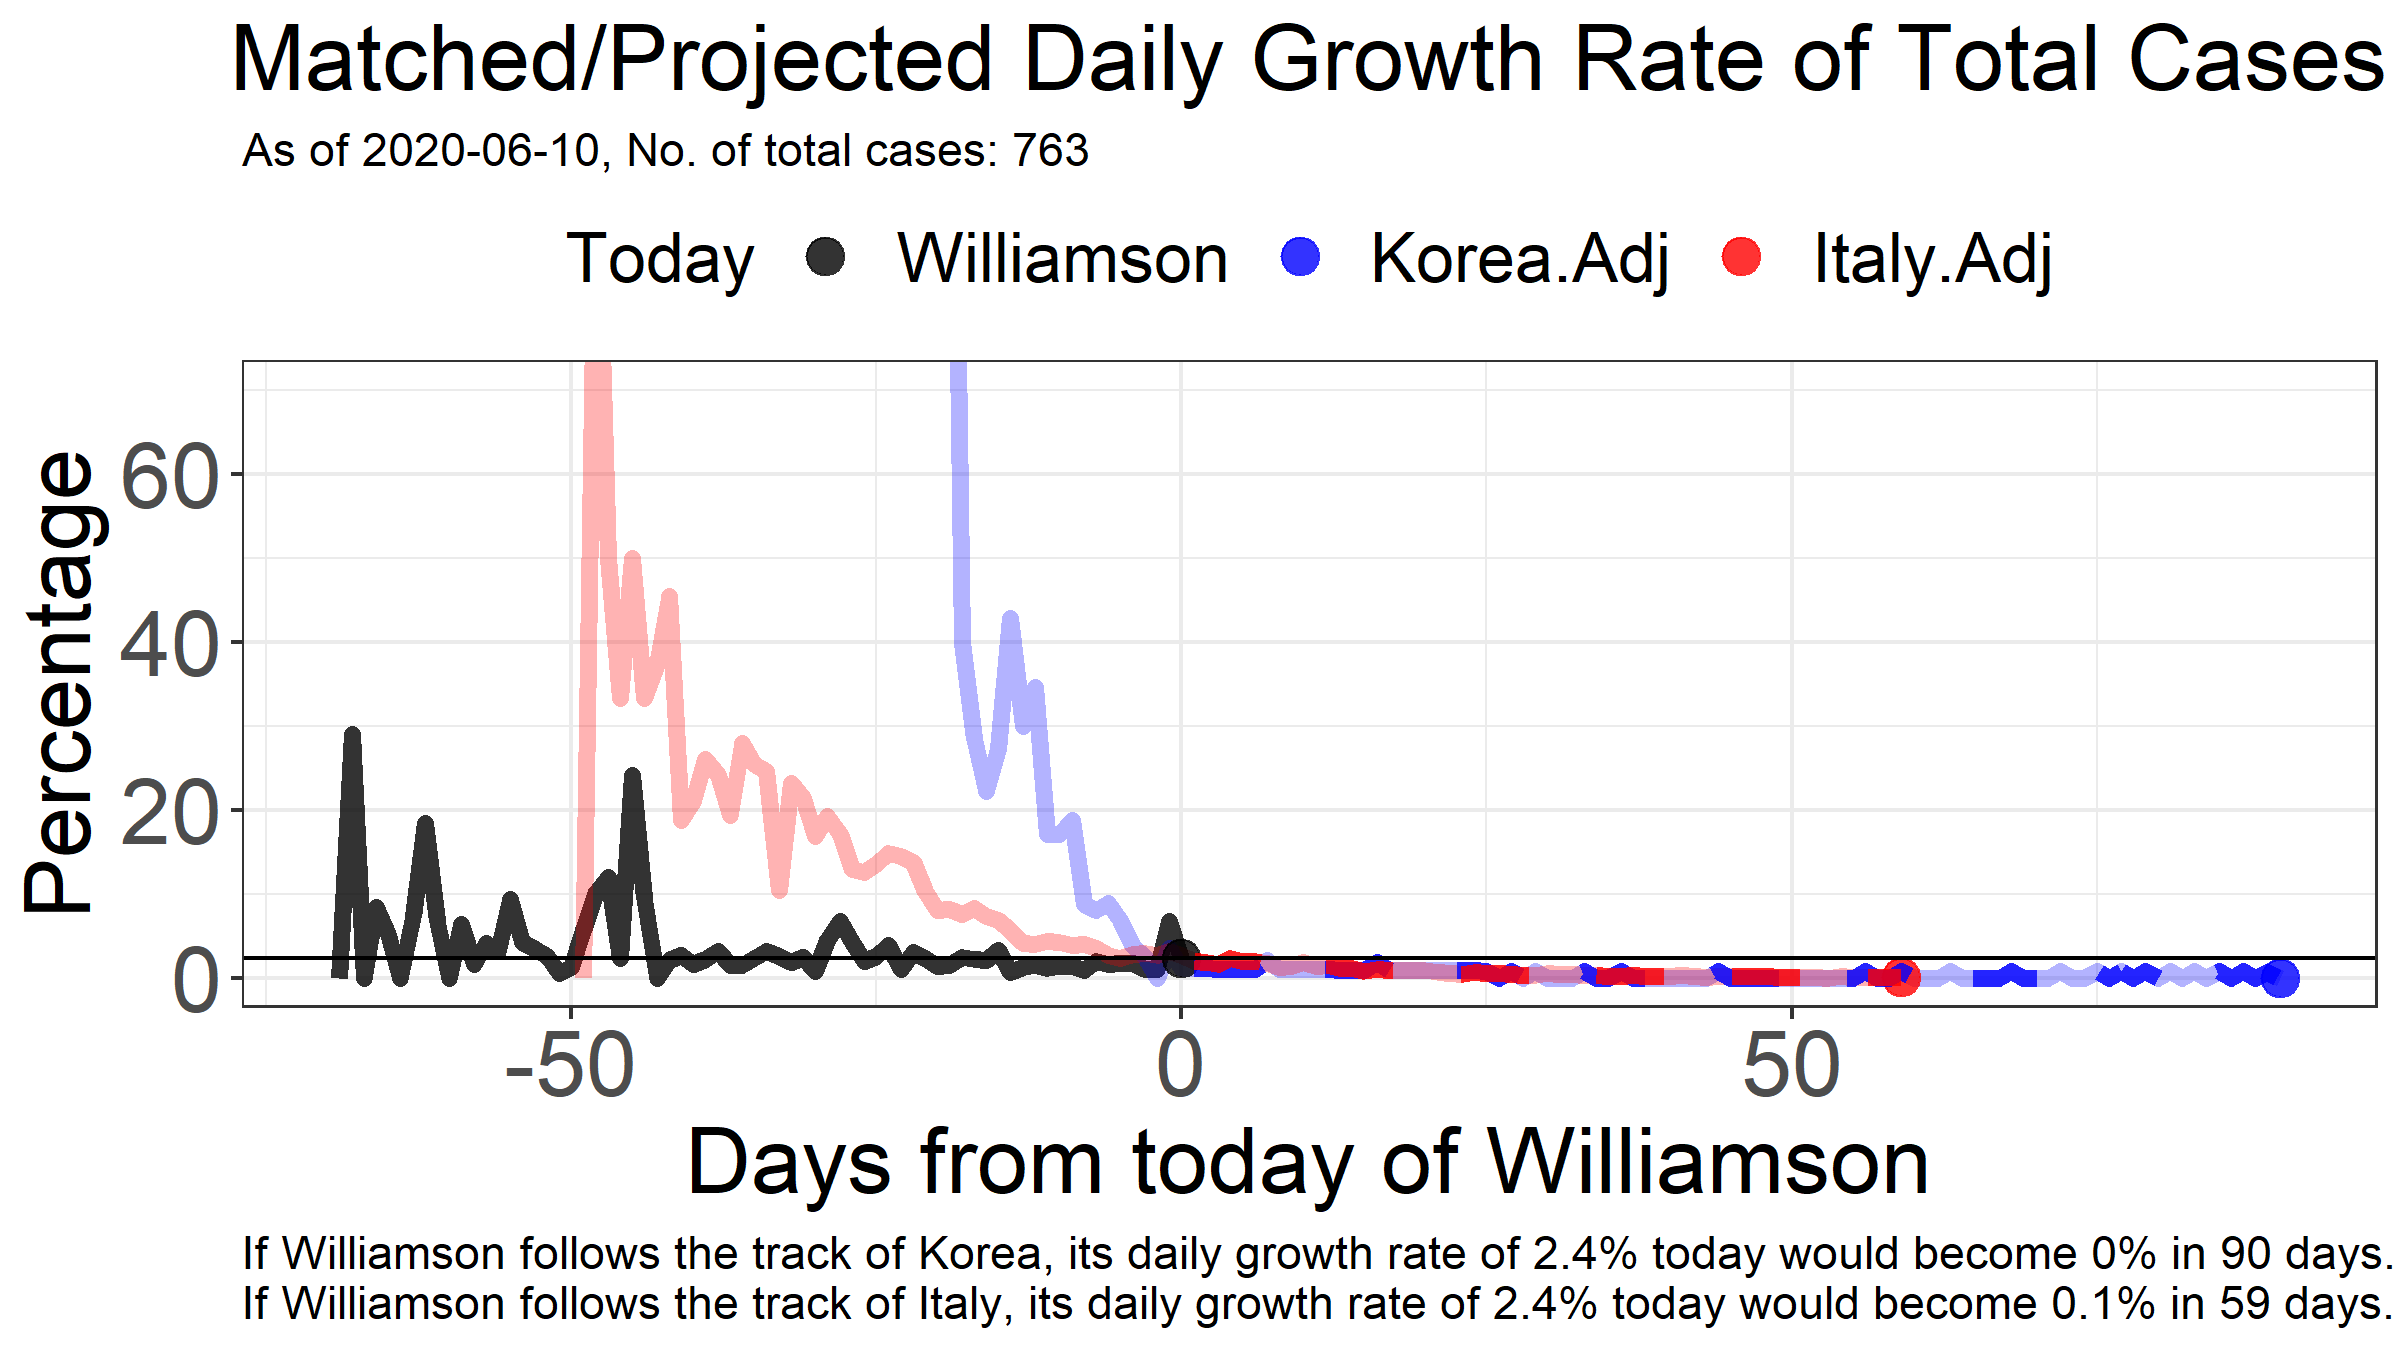 Matched/Projected Daily Growth Rate of Total Cases
As of 2020-06-10, No. of total cases: 763
Today Williamson Korea.Adj Italy.Adj
Percentage
60
40
20
0
-50 0 50
Days from today of Williamson
If Williamson follows the track of Korea, its daily growth rate of 2.4% today would become 0% in 90 days.
If Williamson follows the track of Italy, its daily growth rate of 2.4% today would become 0.1% in 59 days.